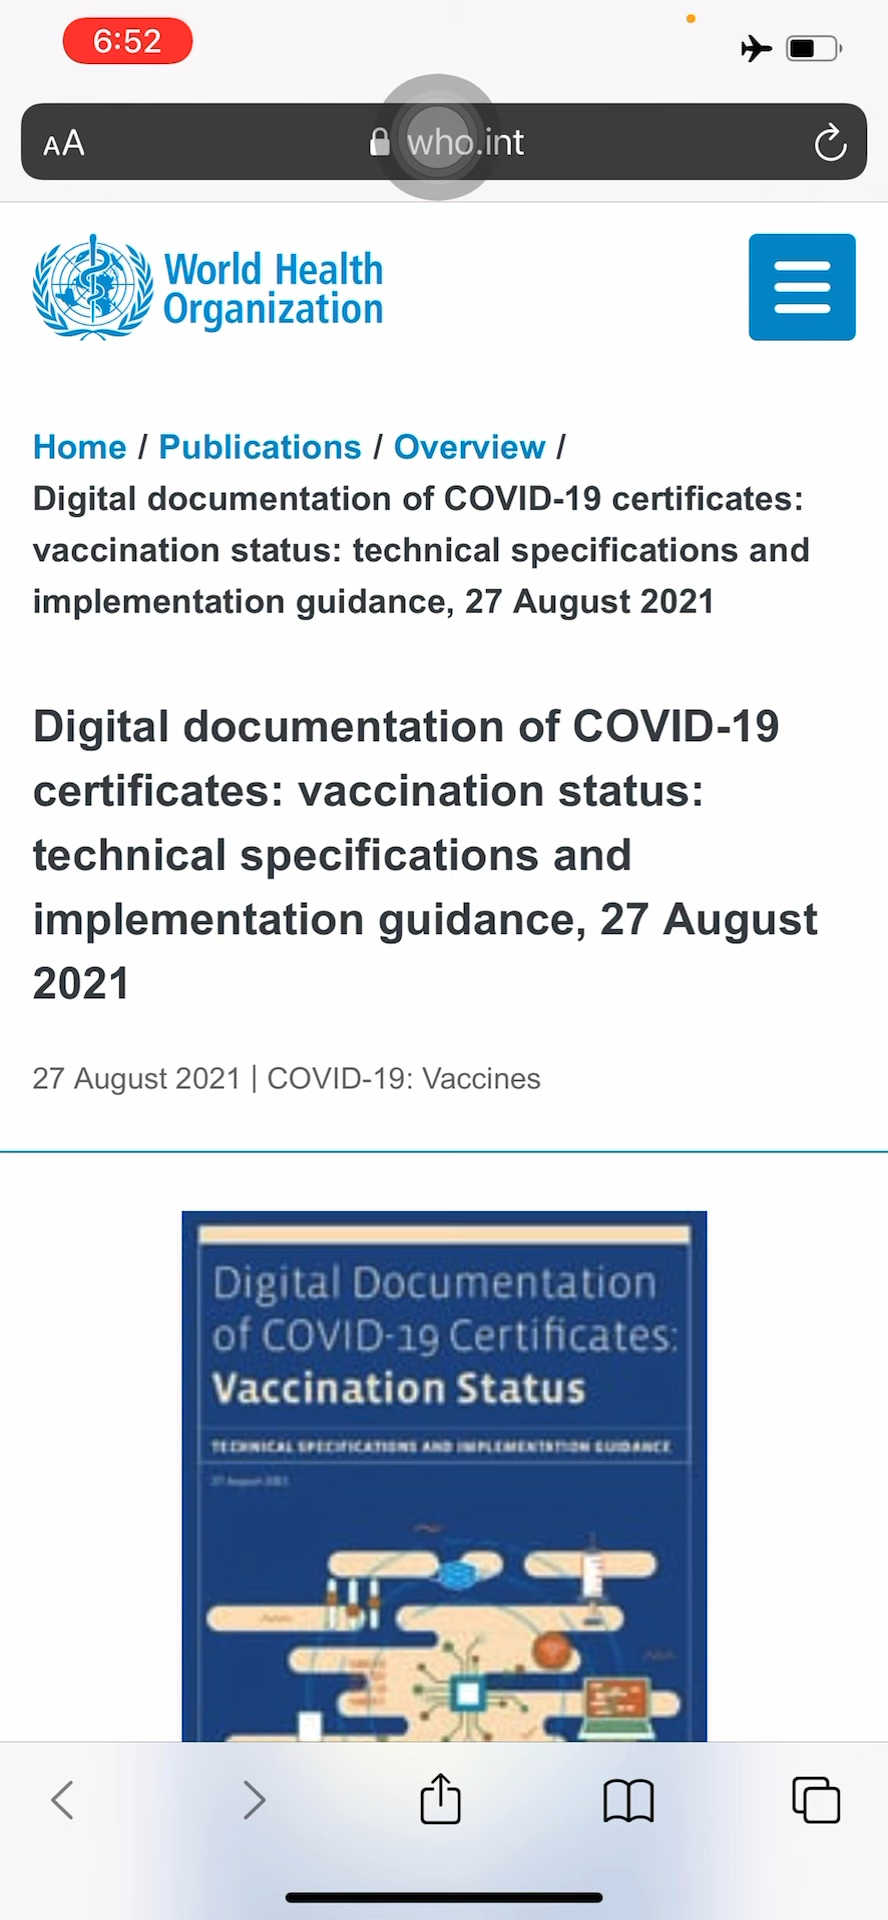 6:52
AA who.int
World Health
Organization
Home / Publications / Overview /
Digital documentation of COVID-19 certificates:
vaccination status: technical specifications and
implementation guidance, 27 August 2021
Digital documentation of COVID-19
certificates: vaccination status:
technical specifications and
implementation guidance, 27 August
2021
27 August 2021 | COVID-19: Vaccines
Digital Documentation
of COVID-19 Certificates:
Vaccination Status
TECHNICAL SPECIFICATIONS AND IMPLEMENTATION GUIDANCE
27 August 2021